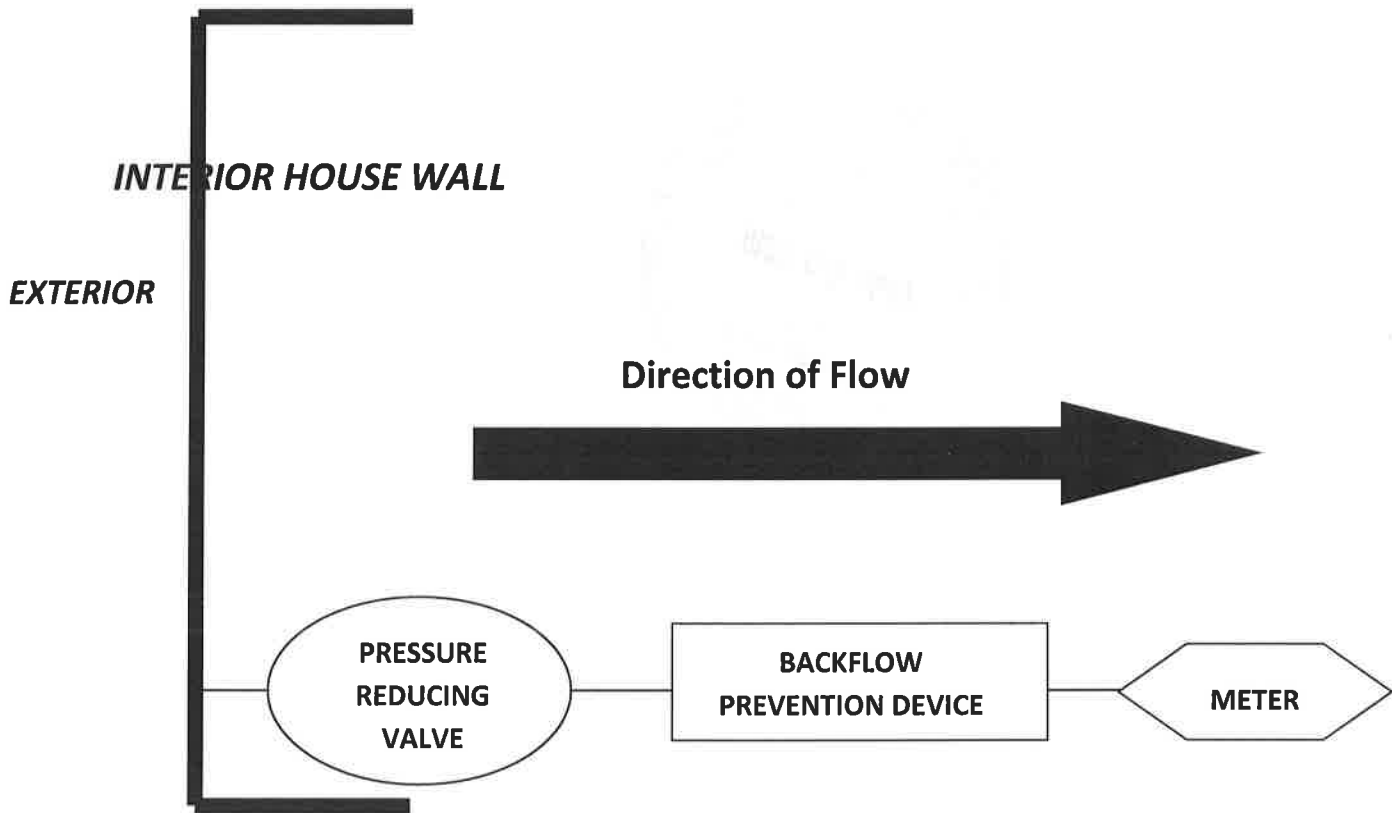 INTERIOR HOUSE WALL
EXTERIOR
Direction of Flow
PRESSURE
REDUCING
VALVE
BACKFLOW
PREVENTION DEVICE
METER